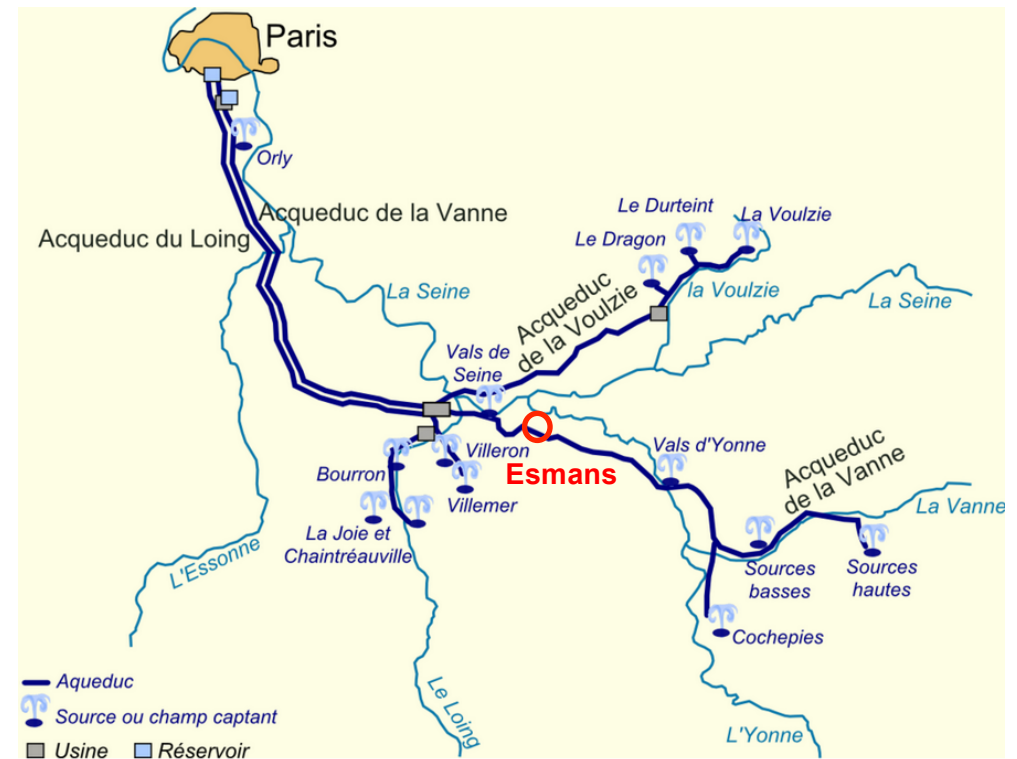 Paris
Orly
Acqueduc de la Vanne
Acqueduc du Loing
La Seine
Le Durteint
La Voulzie
Le Dragon
la Voulzie
La Seine
Acqueduc
de la Voulzie
Vals de
Seine
Esmans
Villeron
Bourron
Villemer
La Joie et
Chaintréauville
Vals d'Yonne
Acqueduc
de la Vanne
La Vanne
Sources
basses
Sources
hautes
Cochepies
L'Essonne
Le Loing
L'Yonne
Aqueduc
Source ou champ captant
Usine
Réservoir